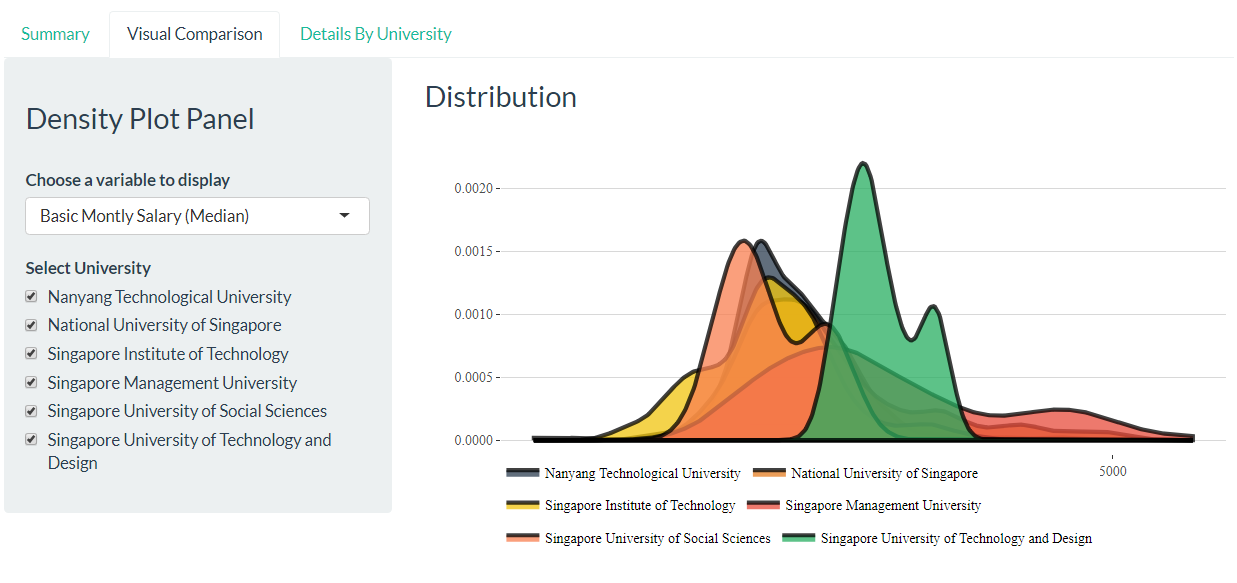 Summary
Visual Comparison
Details By University
Density Plot Panel
Choose a variable to display
Basic Montly Salary (Median)
Select University
Nanyang Technological University
National University of Singapore
Singapore Institute of Technology
Singapore Management University
Singapore University of Social Sciences
Singapore University of Technology and
Design
Distribution
0.0020
0.0015
0.0010
0.0005
0.0000
5000
Nanyang Technological University
National University of Singapore
Singapore Institute of Technology
Singapore Management University
Singapore University of Social Sciences
Singapore University of Technology and Design